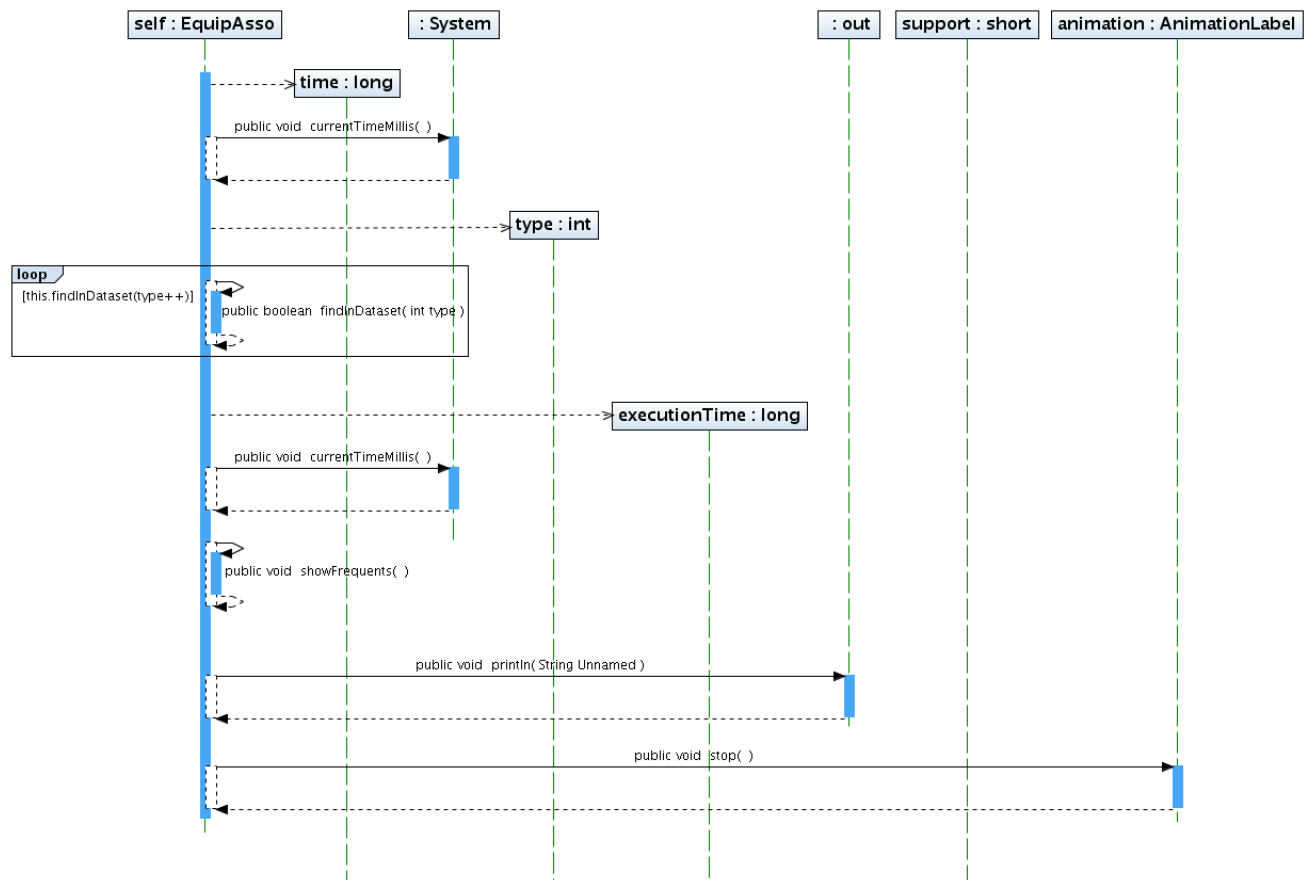 self : EquipAsso
: System
: out
support : short
animation : AnimationLabel
time : long
public void currentTimeMillis( )
type : int
loop
[this.findInDataset(type++)]
public boolean findInDataset( int type )
executionTime : long
public void currentTimeMillis( )
public void showFrequents( )
public void println( String Unnamed )
public void stop( )